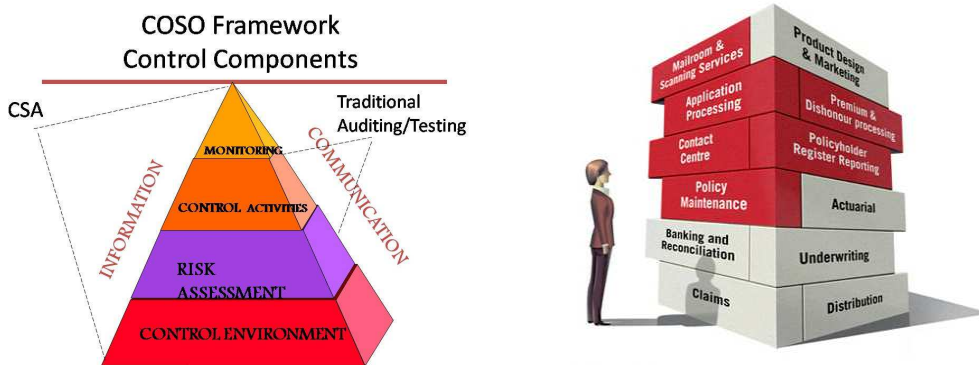 COSO Framework
Control Components
CSA
Traditional
Auditing/Testing
INFORMATION
COMMUNICATION
MONITORING
CONTROL ACTIVITIES
RISK
ASSESSMENT
CONTROL ENVIRONMENT
Mailroom &
Scanning Services
Product Design
& Marketing
Application
Processing
Premium &
Dishonour processing
Contact
Centre
Policyholder
Register Reporting
Policy
Maintenance
Actuarial
Banking and
Reconciliation
Underwriting
Claims
Distribution